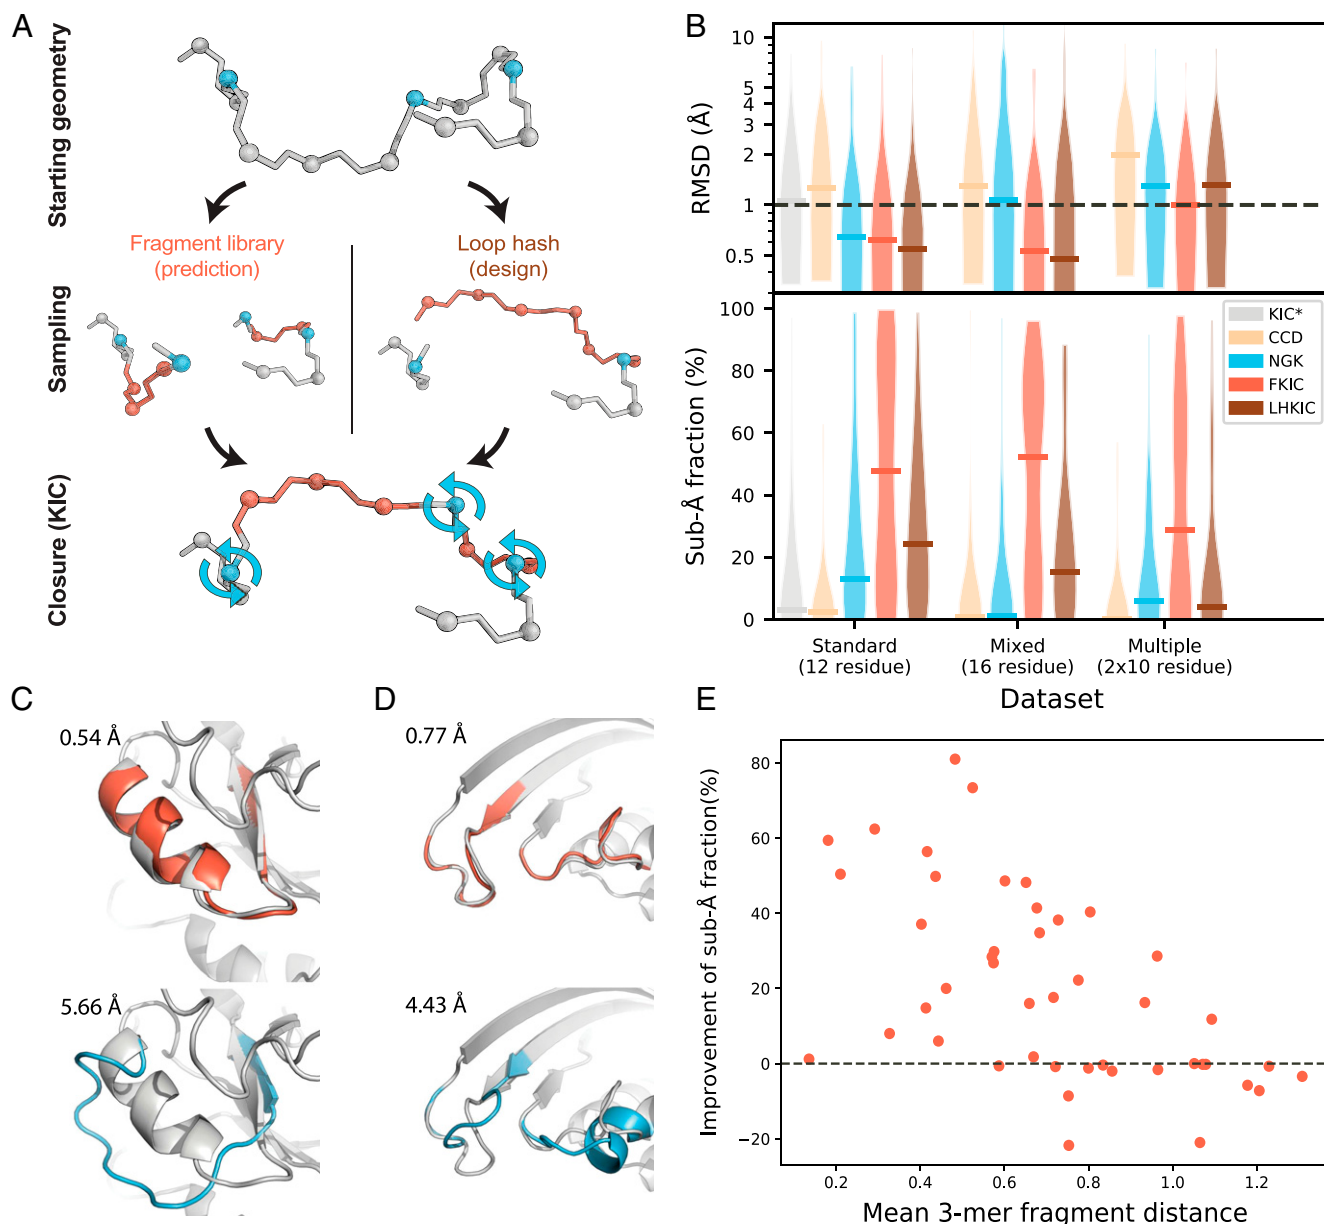 A
Starting geometry
Fragment library
(prediction)
Loop hash
(design)
Sampling
Closure (KIC)
B
RMSD (Å)
10
5
4
3
2
1
0.5
Sub-Å fraction (%)
100
80
60
40
20
0
KIC*
CCD
NGK
FKIC
LHKIC
Standard
(12 residue)
Mixed
(16 residue)
Multiple
(2x10 residue)
Dataset
C
0.54 Å
5.66 Å
D
0.77 Å
4.43 Å
E
Improvement of sub-Å fraction(%)
80
60
40
20
0
−20
0.2
0.4
0.6
0.8
1.0
1.2
Mean 3-mer fragment distance